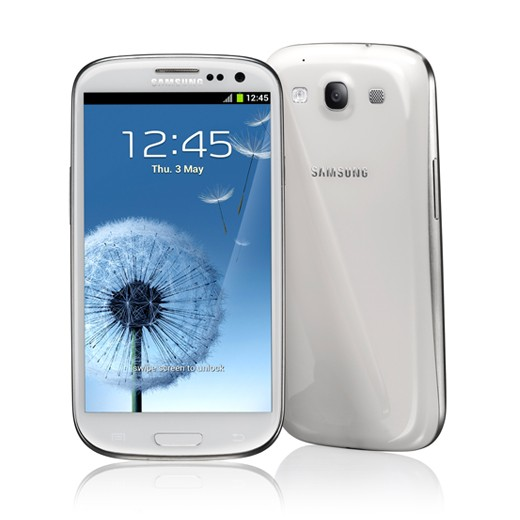 SAMSUNG
12:45
12:45
Thu. 3 May
swipe screen to unlock
SAMSUNG